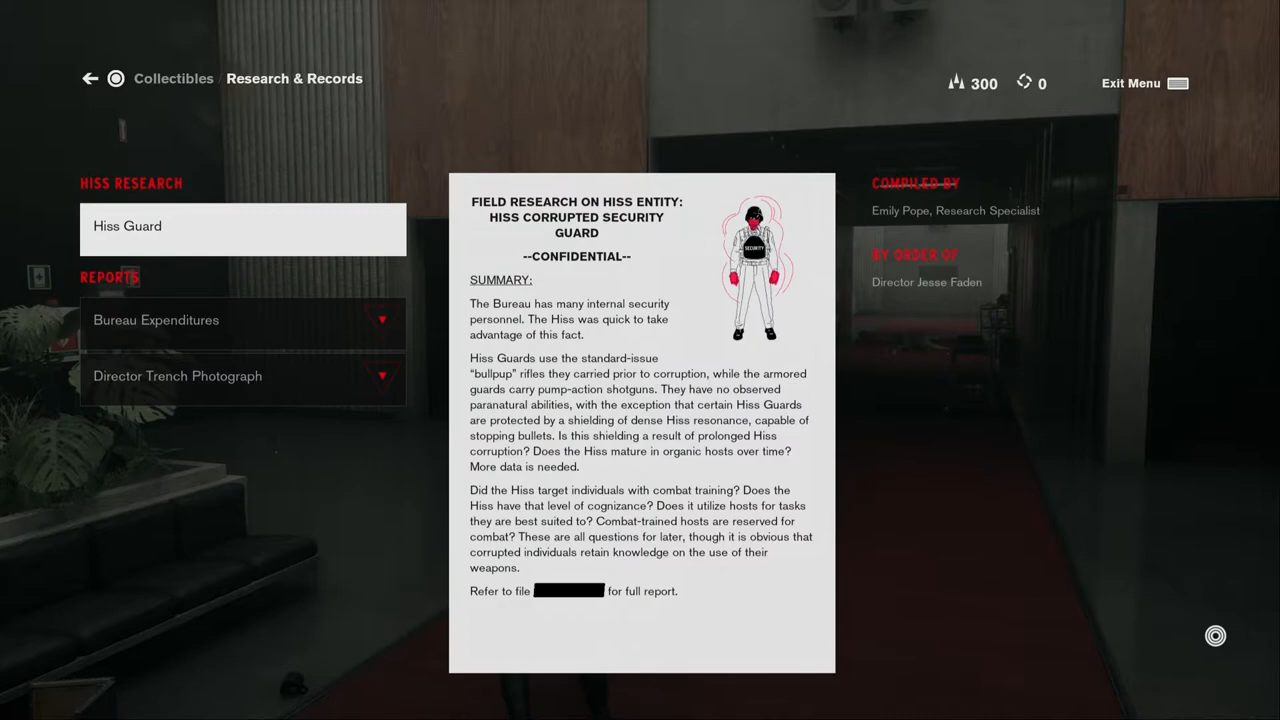 Collectibles / Research & Records
300
0
Exit Menu
HISS RESEARCH
Hiss Guard
REPORTS
Bureau Expenditures
Director Trench Photograph
FIELD RESEARCH ON HISS ENTITY:
HISS CORRUPTED SECURITY
GUARD
--CONFIDENTIAL--
SECURITY
SUMMARY:
The Bureau has many internal security
personnel. The Hiss was quick to take
advantage of this fact.
Hiss Guards use the standard-issue
“bullpup” rifles they carried prior to corruption, while the armored
guards carry pump-action shotguns. They have no observed
paranatural abilities, with the exception that certain Hiss Guards
are protected by a shielding of dense Hiss resonance, capable of
stopping bullets. Is this shielding a result of prolonged Hiss
corruption? Does the Hiss mature in organic hosts over time?
More data is needed.
Did the Hiss target individuals with combat training? Does the
Hiss have that level of cognizance? Does it utilize hosts for tasks
they are best suited to? Combat-trained hosts are reserved for
combat? These are all questions for later, though it is obvious that
corrupted individuals retain knowledge on the use of their
weapons.
Refer to file for full report.
COMPILED BY
Emily Pope, Research Specialist
BY ORDER OF
Director Jesse Faden